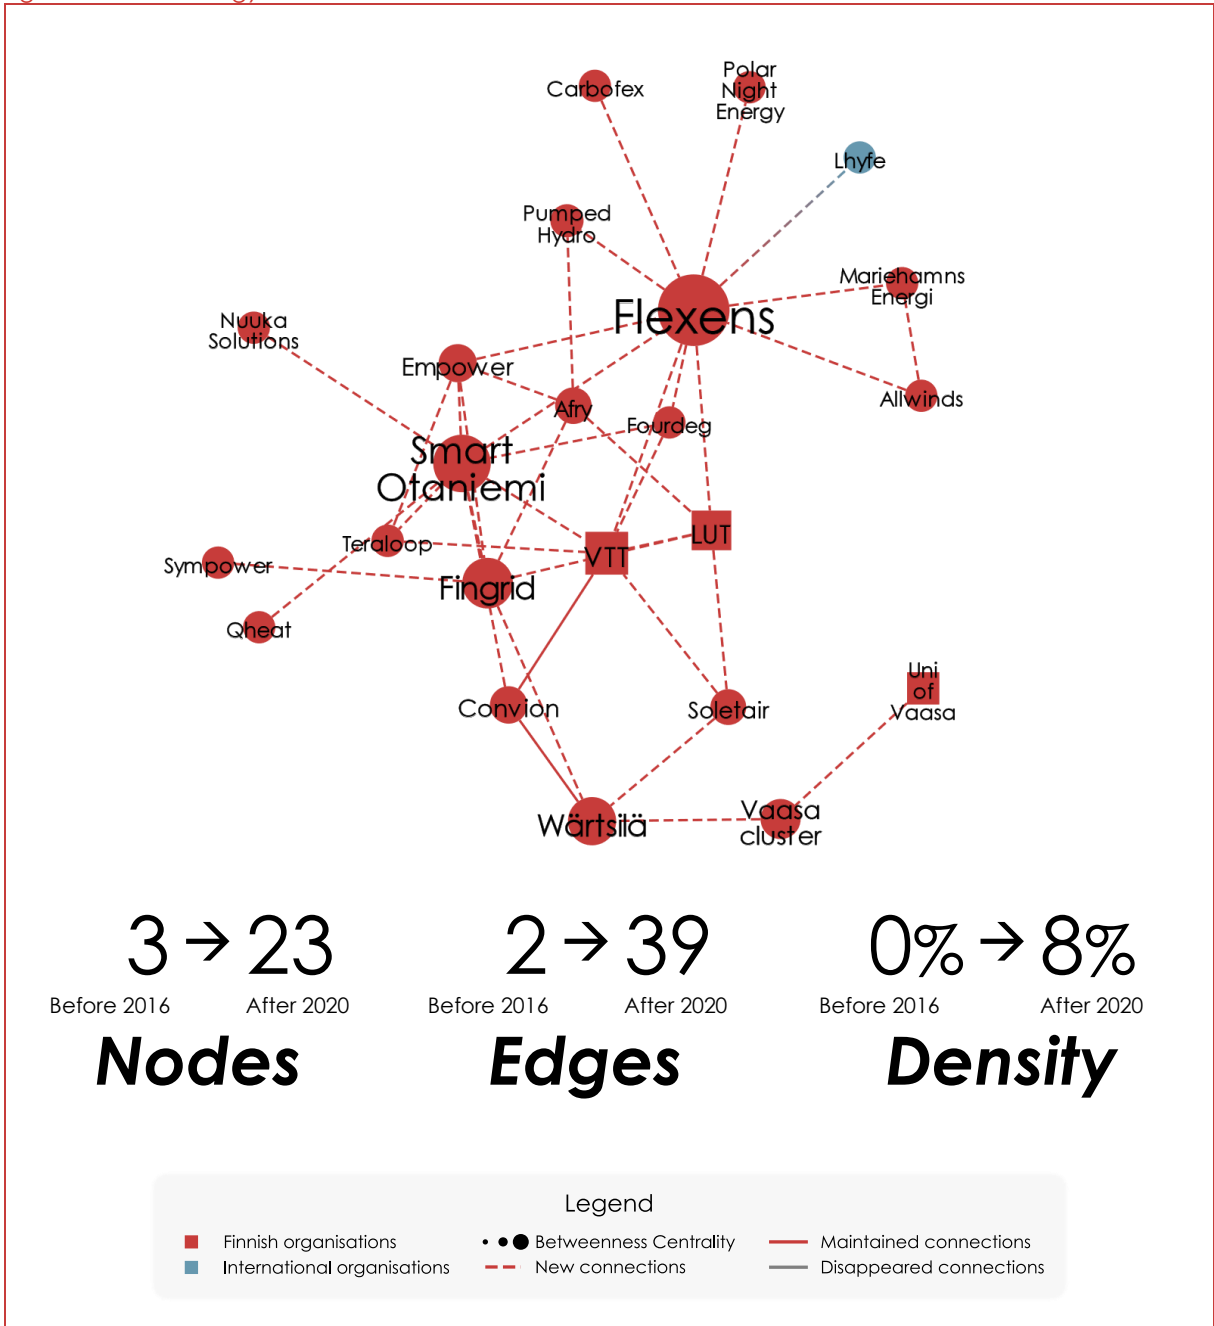 Carbofex
Polar
Night
Energy
Lhyfe
Pumped
Hydro
Mariehamns
Energi
Flexens
Nuuka
Solutions
Empower
Allwinds
Afry
Fourdeg
Smart
Otaniemi
LUT
Teraloop
VTT
Sympower
Fingrid
Qheat
Uni
of
Vaasa
Convion
Soletair
Wärtsilä
Vaasa
cluster
3 → 23
Before 2016 After 2020
Nodes
2 → 39
Before 2016 After 2020
Edges
0% → 8%
Before 2016 After 2020
Density
Legend
Finnish organisations
International organisations
Betweenness Centrality
New connections
Maintained connections
Disappeared connections